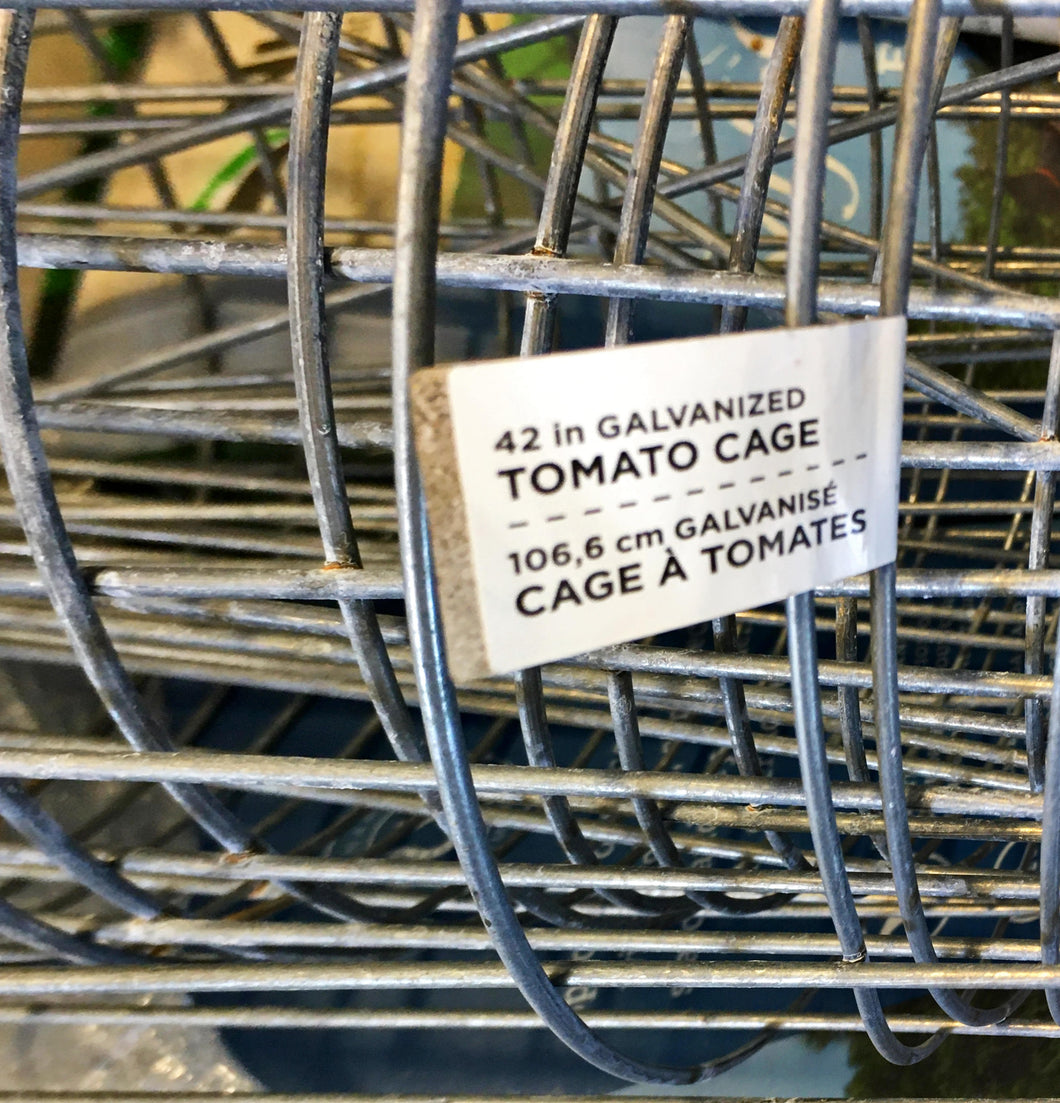 42 in GALVANIZED
TOMATO CAGE
106,6 cm GALVANISÉ
CAGE À TOMATES